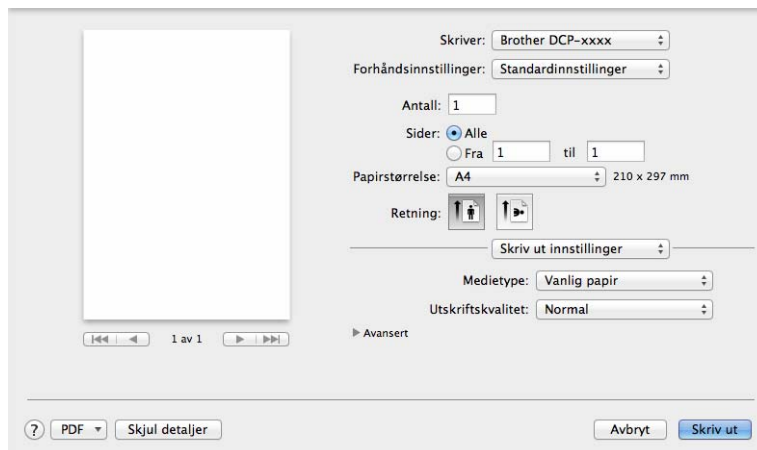 Skriver: Brother DCP-xxxx
Forhåndsinnstillinger: Standardinnstillinger
Antall: 1
Sider: Alle
Fra 1 til 1
Papirstørrelse: A4 210 x 297 mm
Retning:
Skriv ut innstillinger
Medietype: Vanlig papir
Utskriftskvalitet: Normal
1 av 1
Avansert
? PDF Skjul detaljer Avbryt Skriv ut